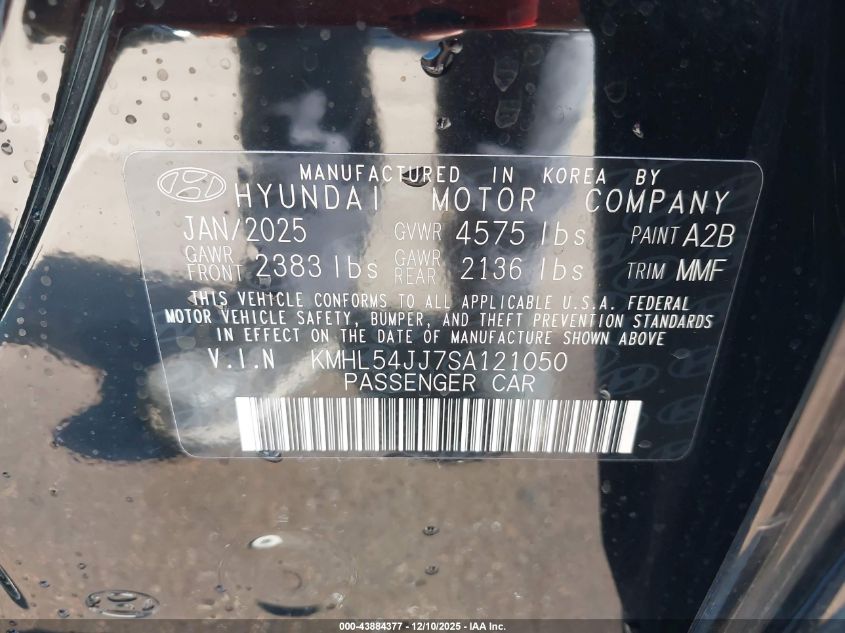 MANUFACTURED IN KOREA BY
HYUNDAI MOTOR COMPANY
JAN/2025 GVWR 4575 lbs PAINT A2B
GAWR FRONT 2383 lbs GAWR REAR 2136 lbs TRIM MMF
THIS VEHICLE CONFORMS TO ALL APPLICABLE U.S.A. FEDERAL
MOTOR VEHICLE SAFETY, BUMPER, AND THEFT PREVENTION STANDARDS
IN EFFECT ON THE DATE OF MANUFACTURE SHOWN ABOVE
V.I.N KMHL54JJ7SA121050
PASSENGER CAR
000-43884377 - 12/10/2025 - IAA Inc.